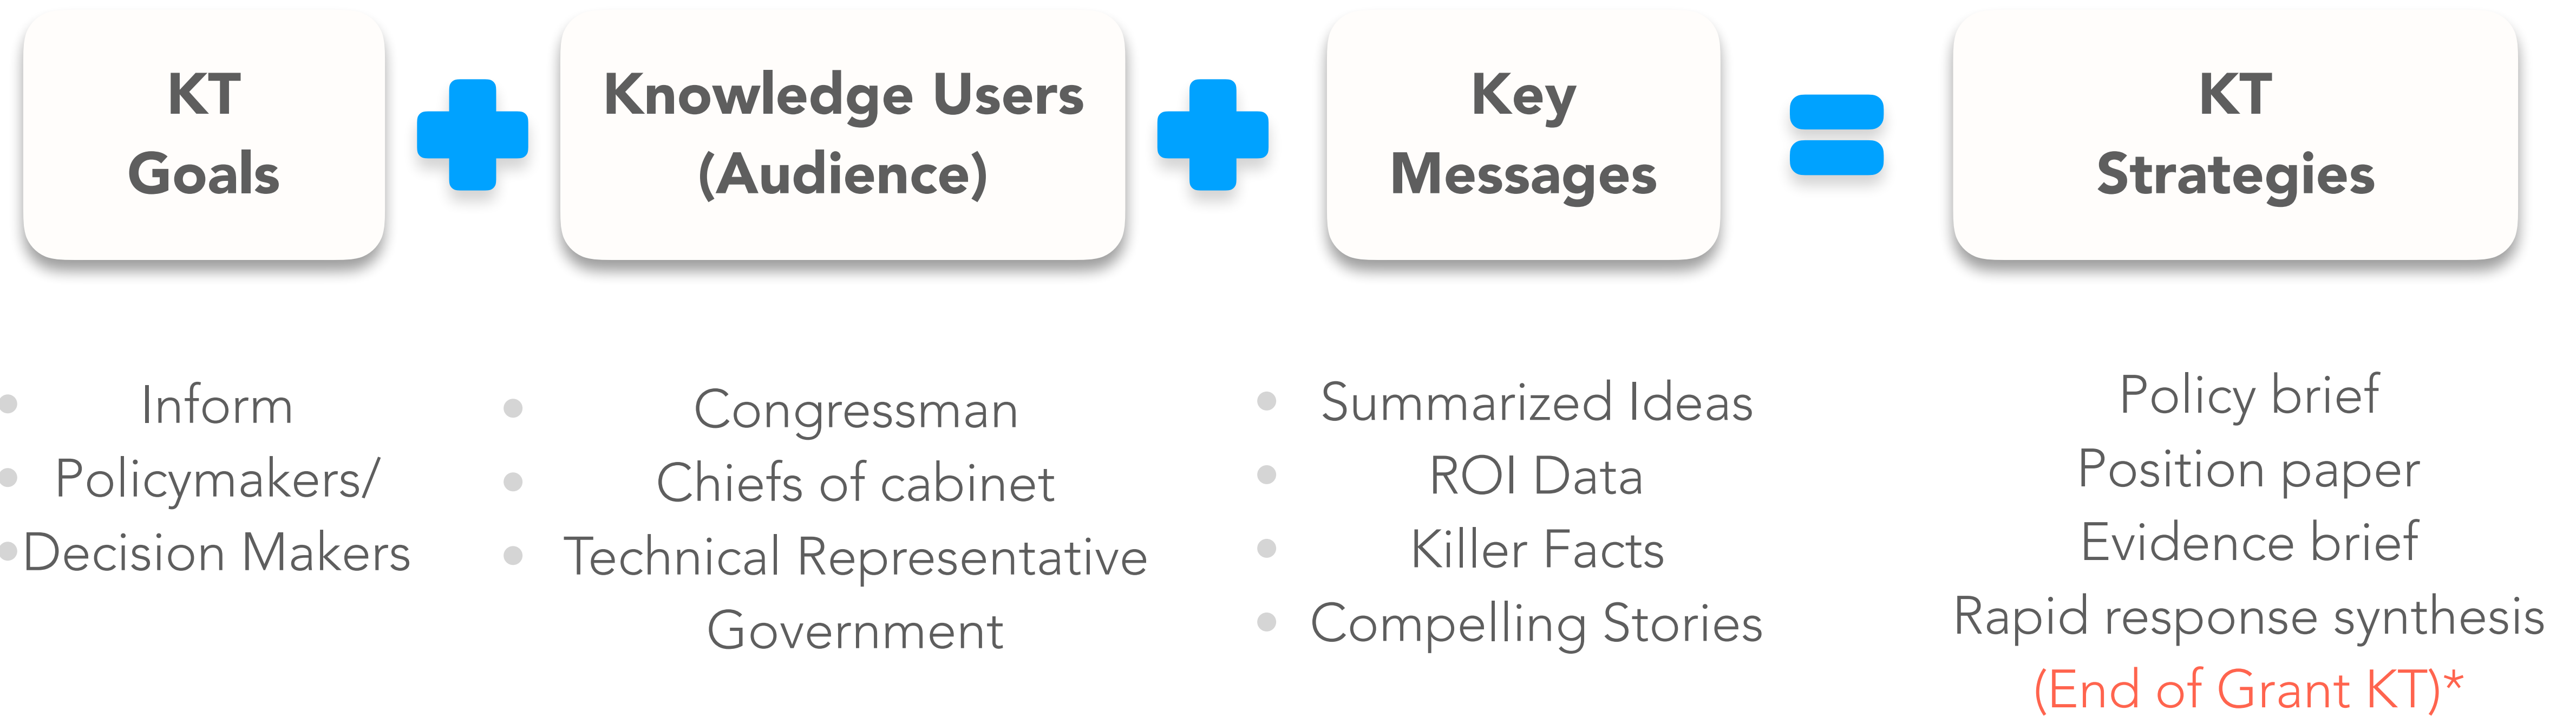 KT
Goals
Knowledge Users
(Audience)
Key
Messages
KT
Strategies
Inform
Policymakers/
Decision Makers
Congressman
Chiefs of cabinet
Technical Representative
Government
Summarized Ideas
ROI Data
Killer Facts
Compelling Stories
Policy brief
Position paper
Evidence brief
Rapid response synthesis
(End of Grant KT)*